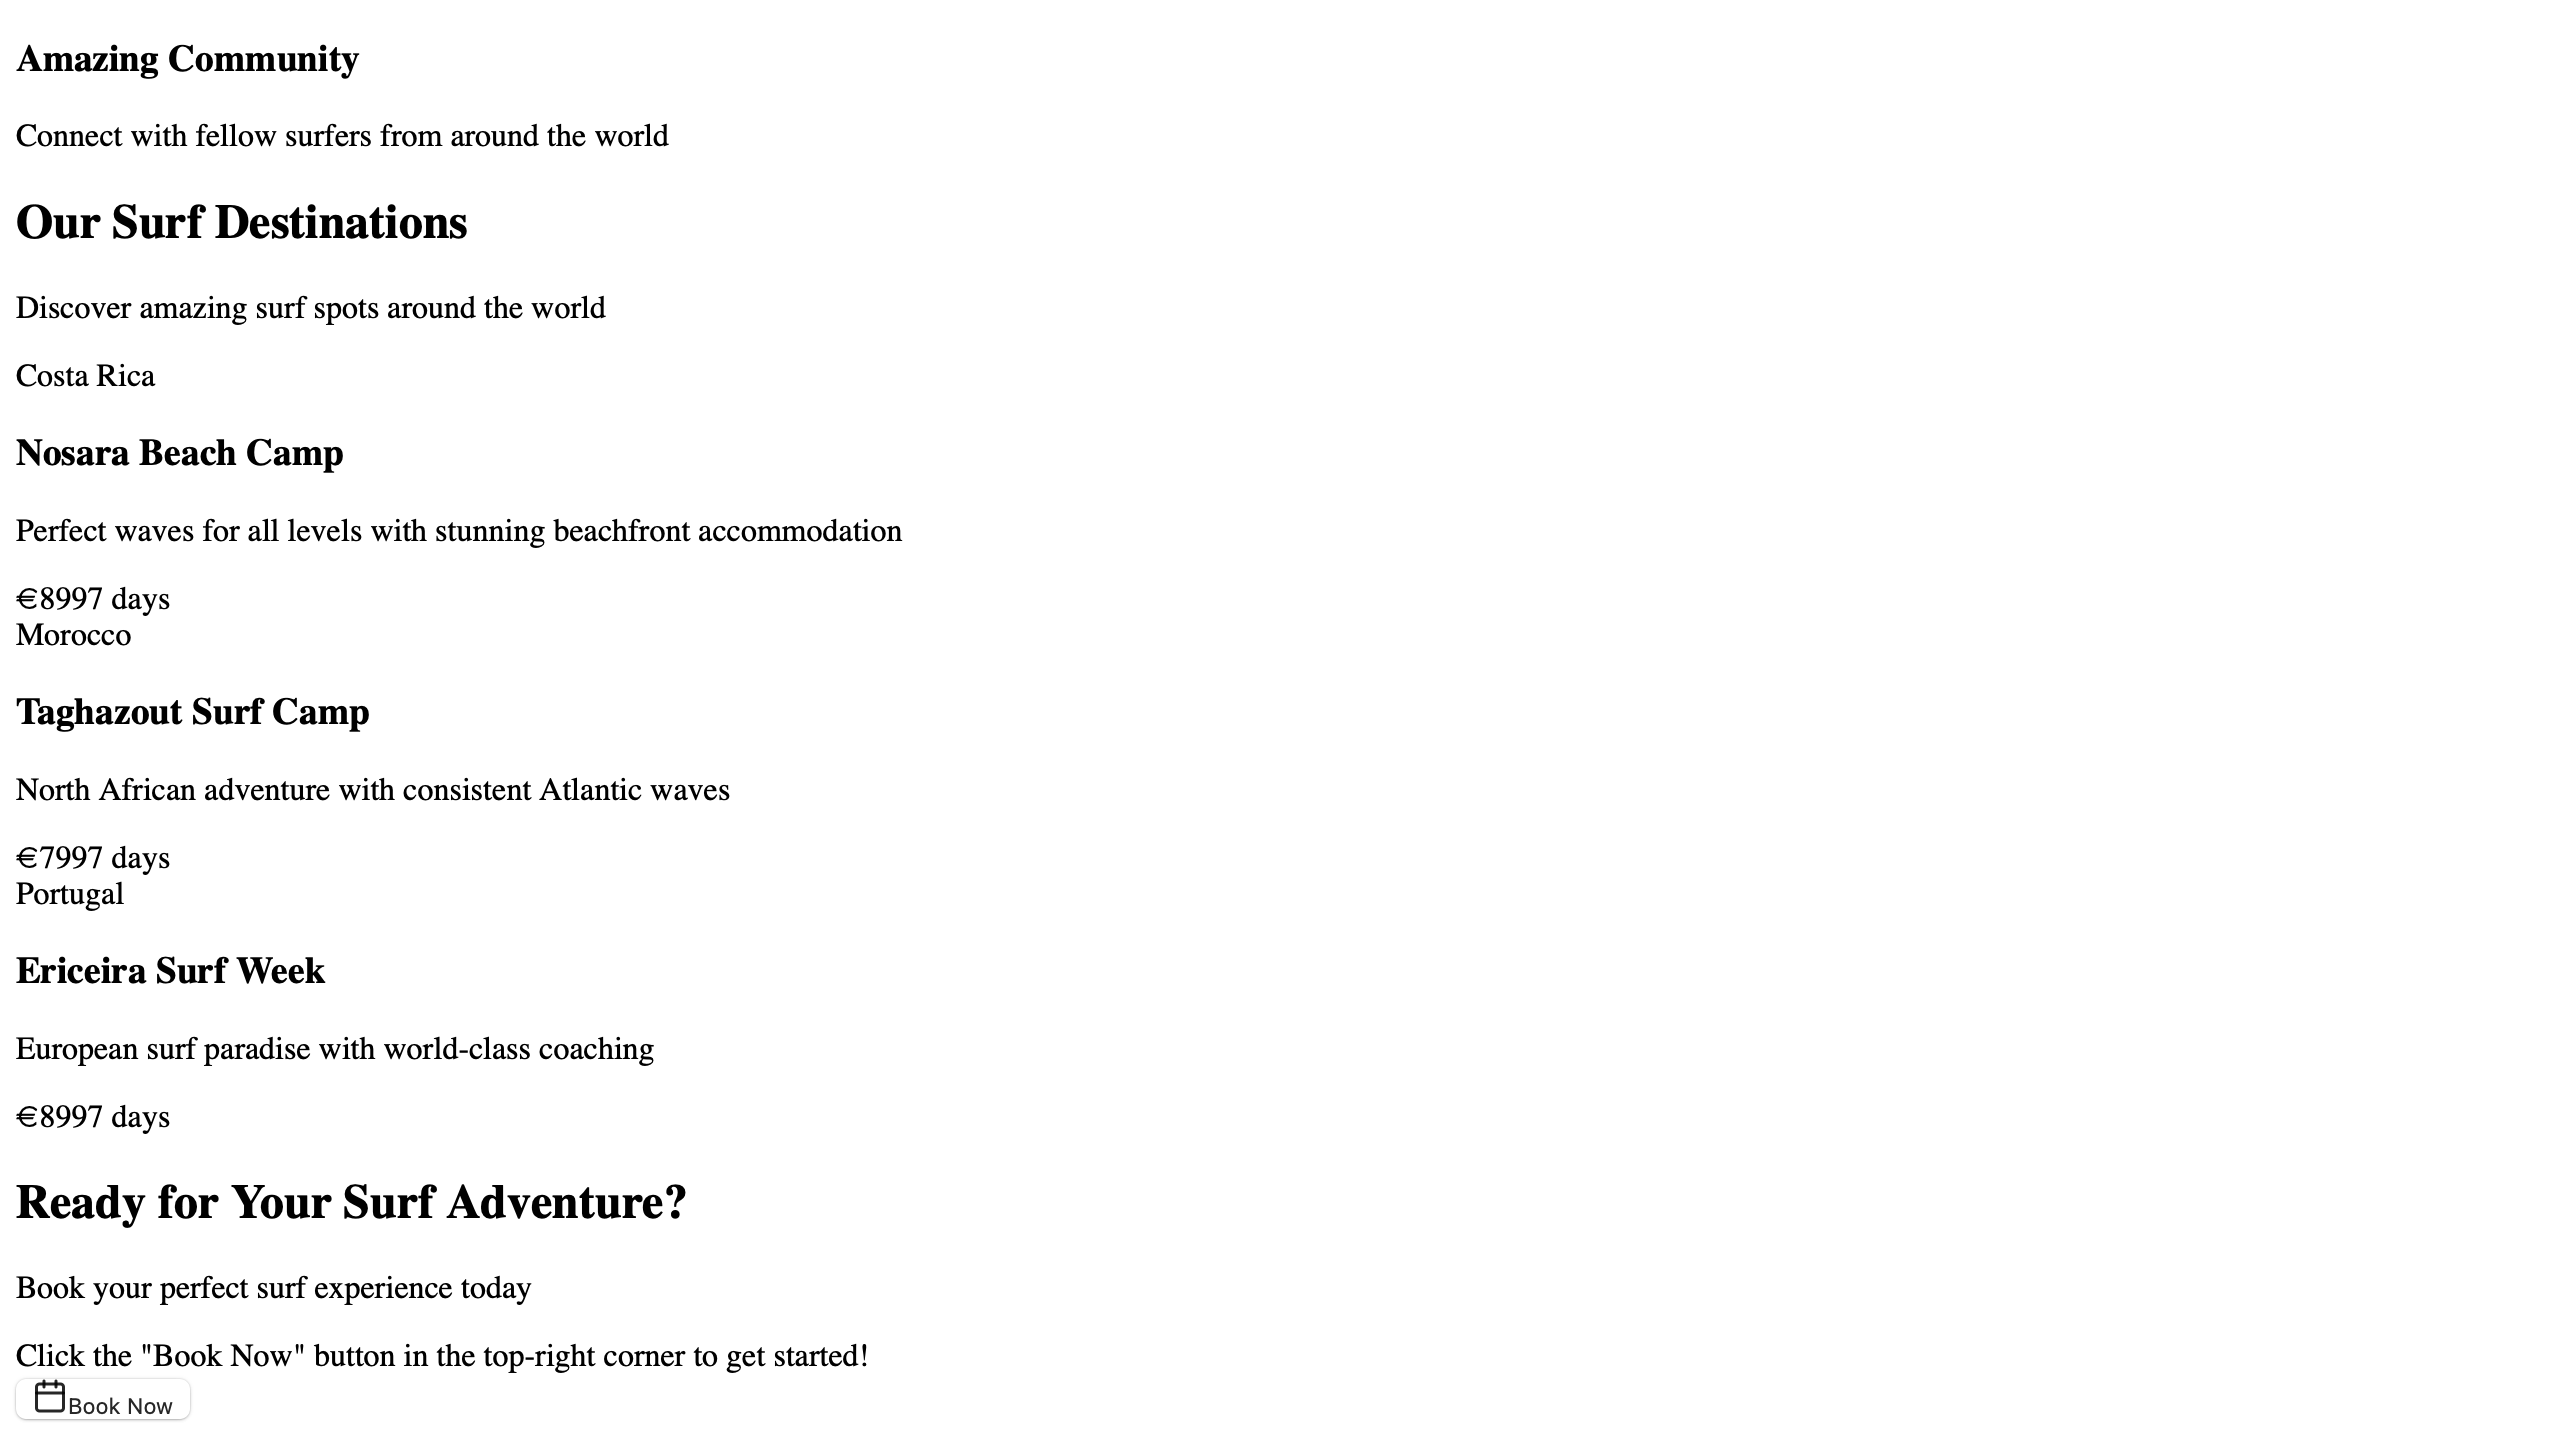 Amazing Community
Connect with fellow surfers from around the world
Our Surf Destinations
Discover amazing surf spots around the world
Costa Rica
Nosara Beach Camp
Perfect waves for all levels with stunning beachfront accommodation
€8997 days
Morocco
Taghazout Surf Camp
North African adventure with consistent Atlantic waves
€7997 days
Portugal
Ericeira Surf Week
European surf paradise with world-class coaching
€8997 days
Ready for Your Surf Adventure?
Book your perfect surf experience today
Click the "Book Now" button in the top-right corner to get started!
Book Now